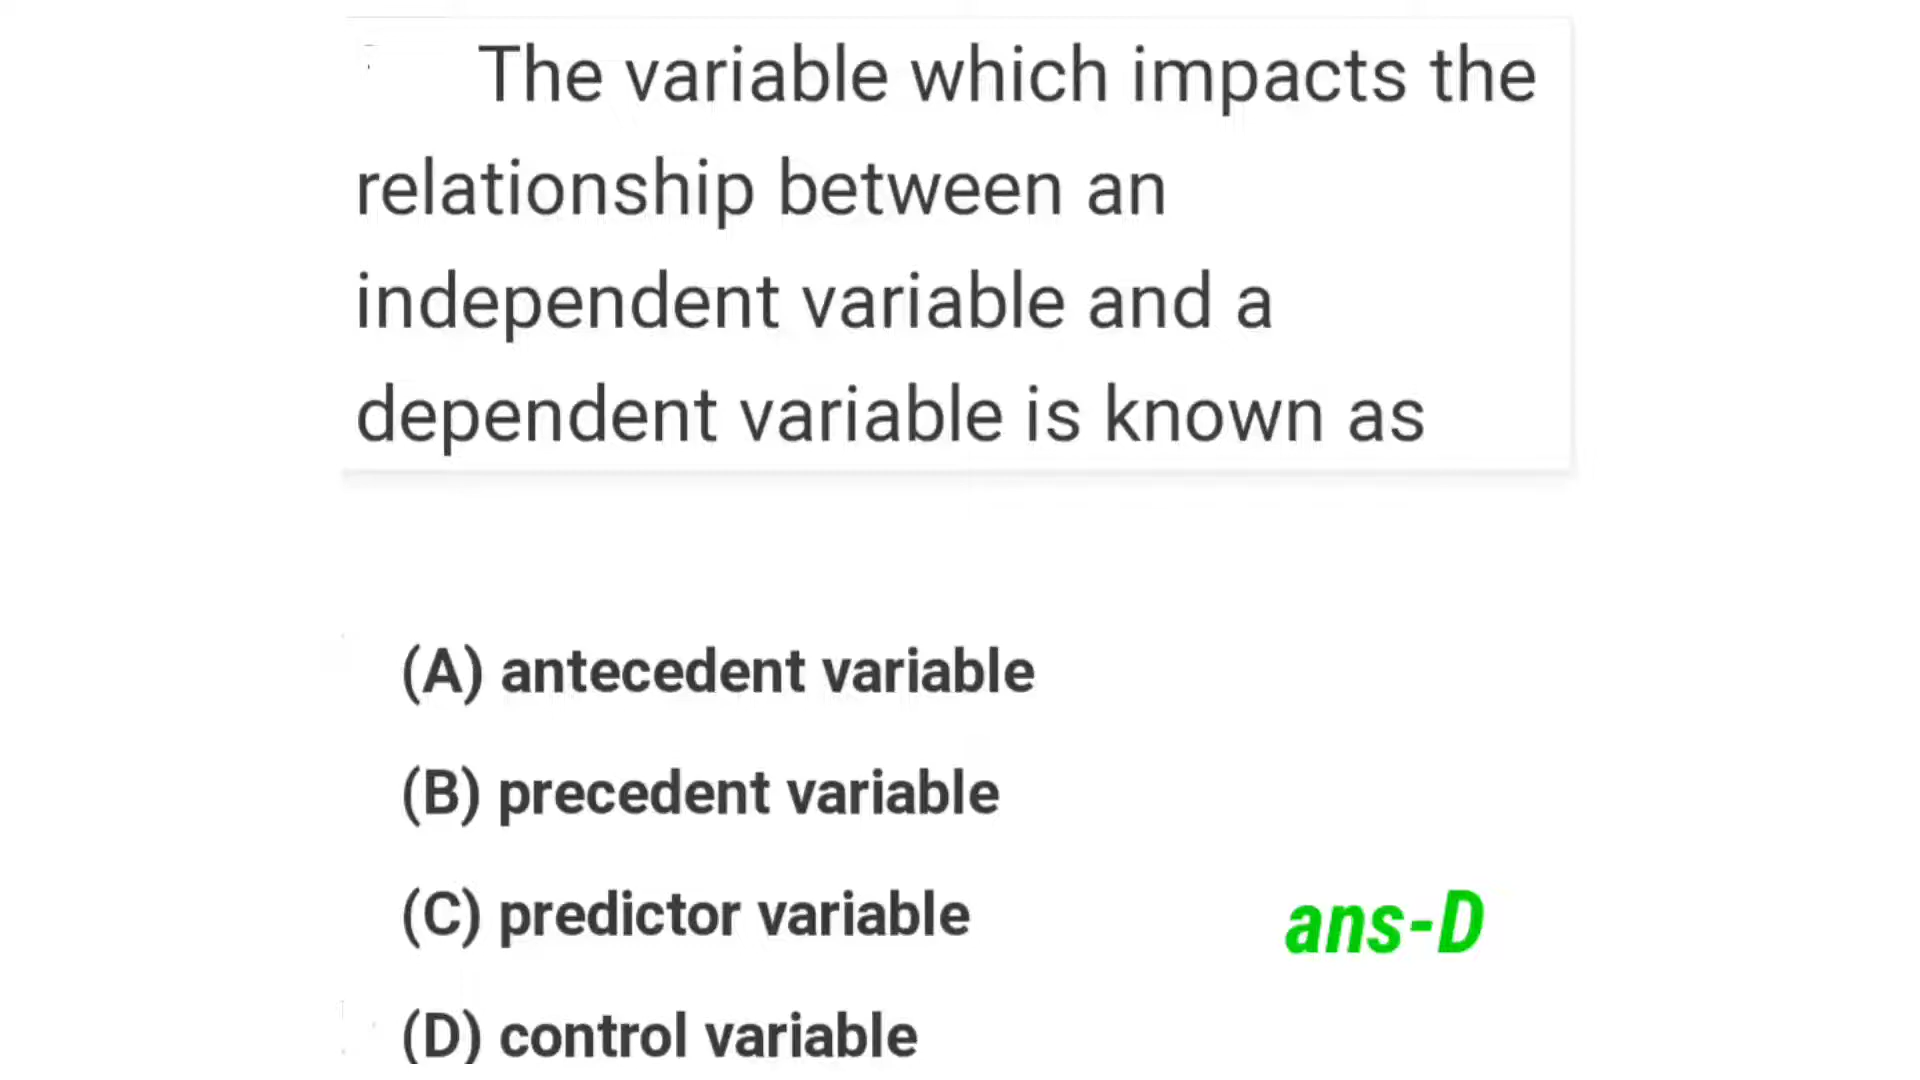 The variable which impacts the
relationship between an
independent variable and a
dependent variable is known as
(A) antecedent variable
(B) precedent variable
(C) predictor variable
ans-D
(D) control variable